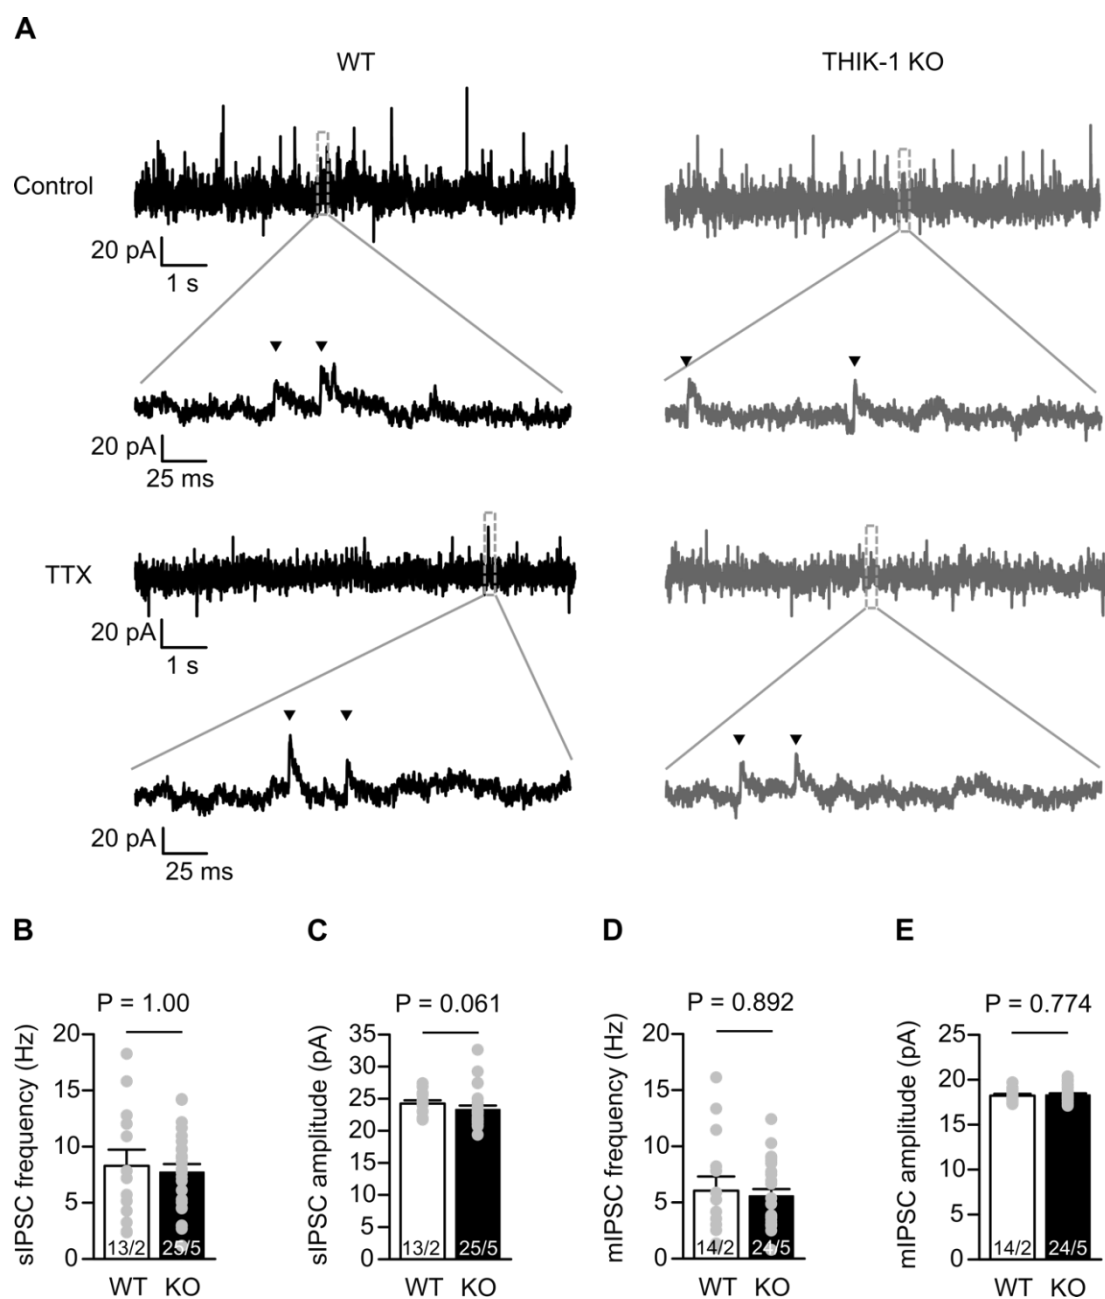 A
WT
THIK-1 KO
Control
20 pA
1 s
20 pA
25 ms
TTX
20 pA
1 s
20 pA
25 ms
B
C
D
E
P = 1.00
sIPSC frequency (Hz)
20
15
10
5
0
13/2
25/5
WT
KO
P = 0.061
sIPSC amplitude (pA)
35
30
25
20
15
10
5
0
13/2
25/5
WT
KO
P = 0.892
mIPSC frequency (Hz)
20
15
10
5
0
14/2
24/5
WT
KO
P = 0.774
mIPSC amplitude (pA)
25
20
15
10
5
0
14/2
24/5
WT
KO